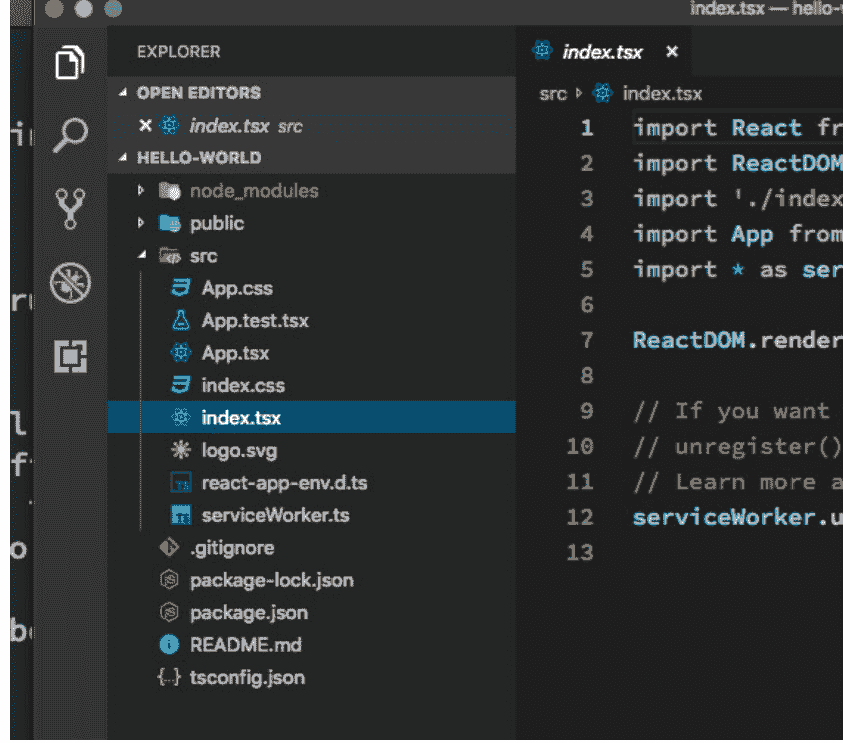 index.tsx — hello-
EXPLORER
OPEN EDITORS
index.tsx src
HELLO-WORLD
node_modules
public
src
App.css
App.test.tsx
App.tsx
index.css
index.tsx
logo.svg
react-app-env.d.ts
serviceWorker.ts
.gitignore
package-lock.json
package.json
README.md
tsconfig.json
index.tsx
src index.tsx
1 import React fr
2 import ReactDOM
3 import './index
4 import App from
5 import * as ser
6
7 ReactDOM.render
8
9 // If you want
10 // unregister()
11 // Learn more a
12 serviceWorker.u
13